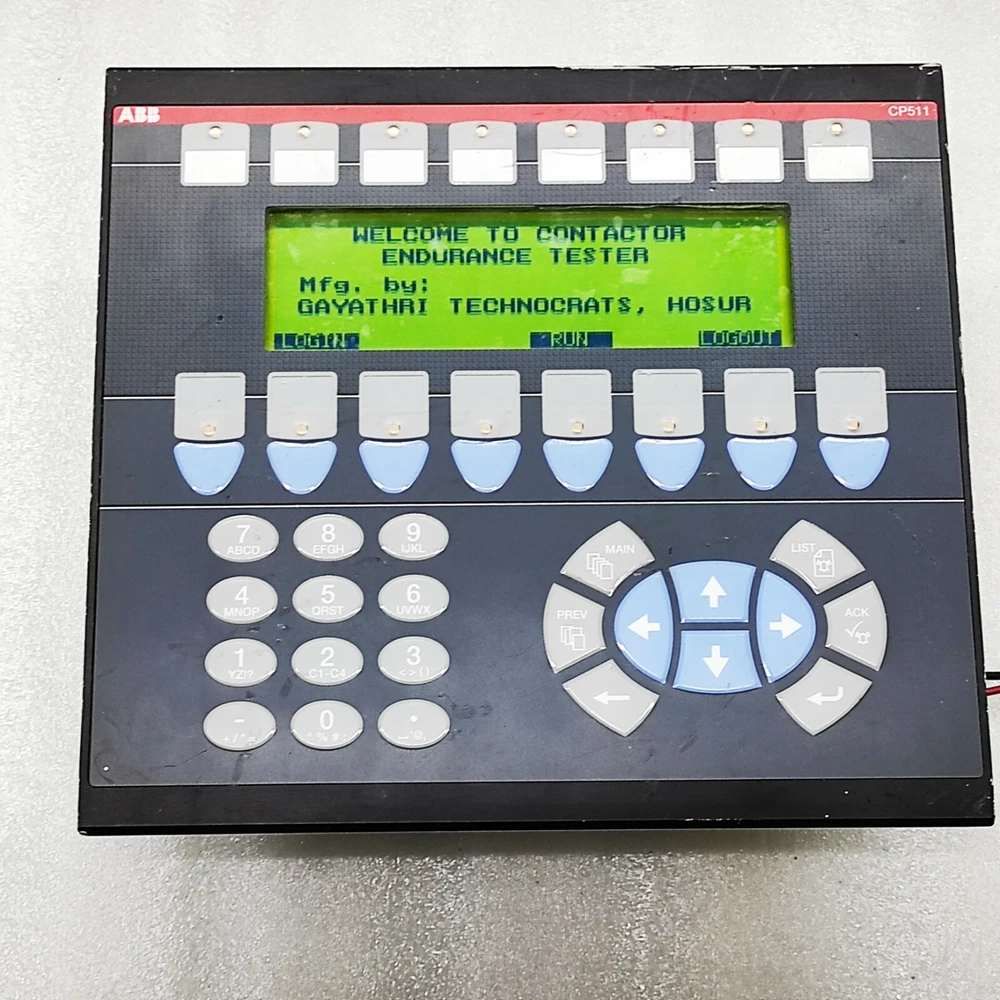 ABB CP511
WELCOME TO CONTACTOR
ENDURANCE TESTER
Mfg. by:
GAYATHRI TECHNOCRATS, HOSUR
LOGIN RUN LOGOUT
7 8 9
ABCD EFGH IJKL
4 5 6
MNOP QRST UVWX
1 2 3
YZ!? C1-C4 <>()
- 0 .
+/*= °%#:
MAIN
LIST
PREV
ACK